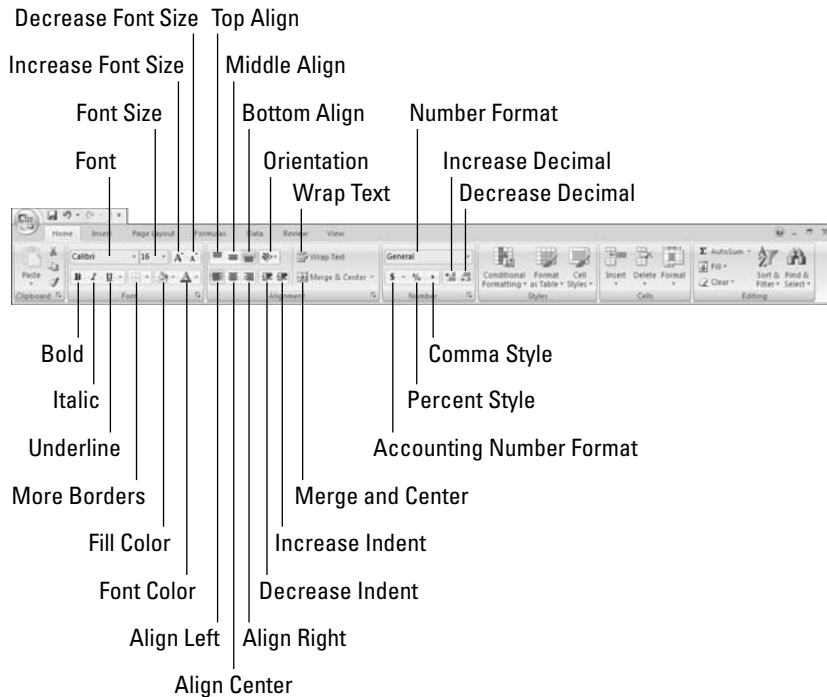 Decrease Font Size Top Align
Increase Font Size Middle Align
Font Size Bottom Align Number Format
Font Orientation Increase Decimal
Wrap Text Decrease Decimal
Home Insert Page Layout Formulas Data Review View
Calibri 16 A A Wrap Text General
Paste B I U A Merge & Center $ % , Conditional Formatting Format as Table Cell Styles Insert Delete Format Σ AutoSum Fill Clear Sort & Filter Find & Select
Clipboard Font Alignment Number Styles Cells Editing
Bold Comma Style
Italic Percent Style
Underline Accounting Number Format
More Borders Merge and Center
Fill Color Increase Indent
Font Color Decrease Indent
Align Left Align Right
Align Center